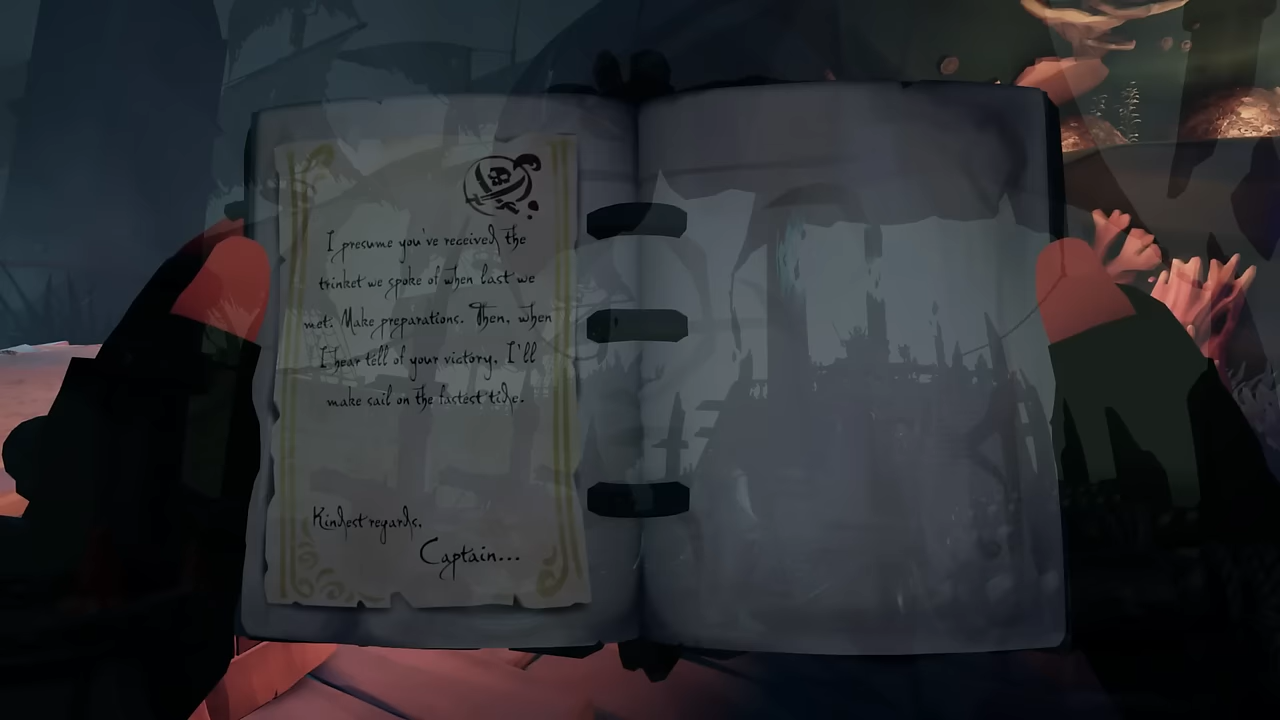 I presume you've received the
trinket we spoke of when last we
met. Make preparations. Then, when
I hear tell of your victory, I'll
make sail on the fastest tide.
Kindest regards,
Captain...